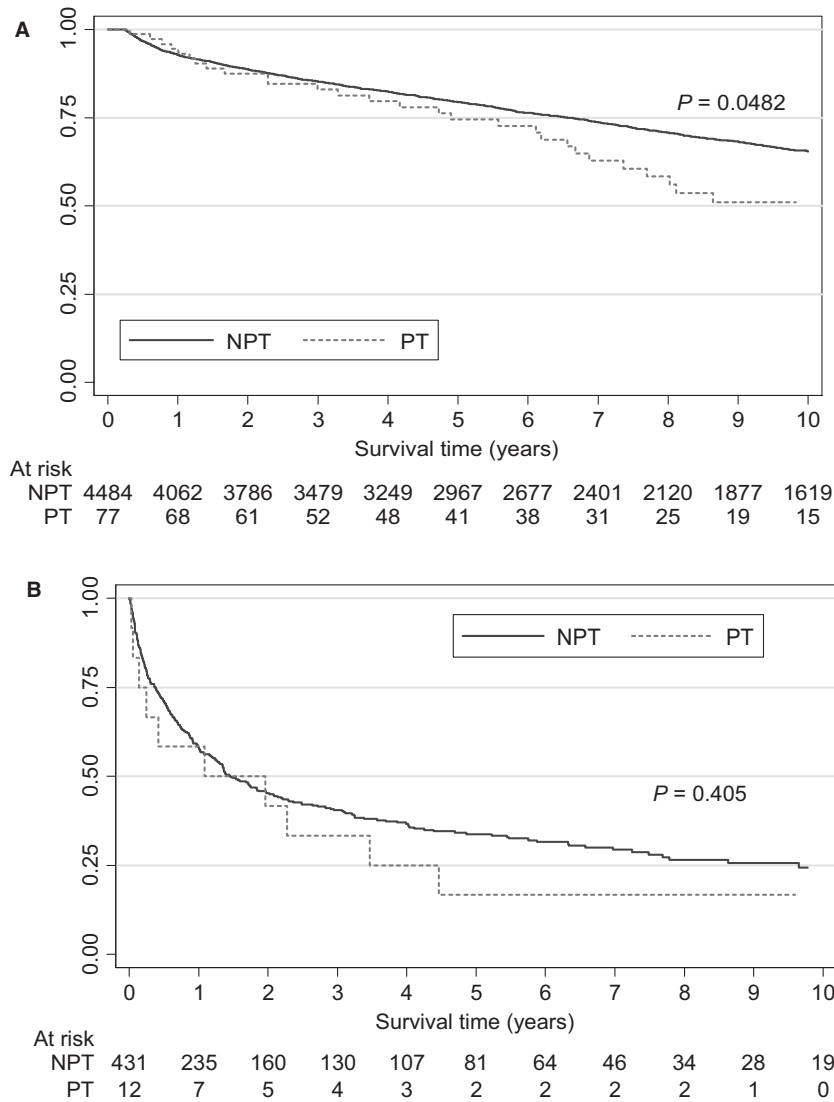 A
1.00
0.75
0.50
0.25
0.00
P = 0.0482
NPT PT
0 1 2 3 4 5 6 7 8 9 10
Survival time (years)
At risk
NPT 4484 4062 3786 3479 3249 2967 2677 2401 2120 1877 1619
PT 77 68 61 52 48 41 38 31 25 19 15
B
1.00
0.75
0.50
0.25
0.00
NPT PT
P = 0.405
0 1 2 3 4 5 6 7 8 9 10
Survival time (years)
At risk
NPT 431 235 160 130 107 81 64 46 34 28 19
PT 12 7 5 4 3 2 2 2 2 1 0